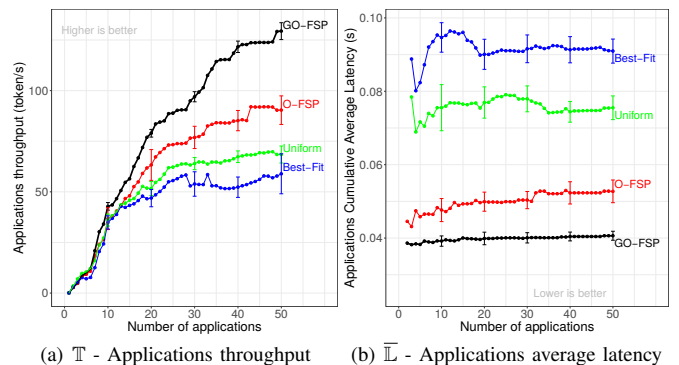 Higher is better
GO−FSP
O−FSP
Uniform
Best−Fit
0
50
100
0
10
20
30
40
50
Number of applications
Applications throughput (token/s)
(a) 𝕋 - Applications throughput
Best−Fit
Uniform
O−FSP
GO−FSP
Lower is better
0.04
0.06
0.08
0.10
0
10
20
30
40
50
Number of applications
Applications Cumulative Average Latency (s)
(b) 𝕃̅ - Applications average latency